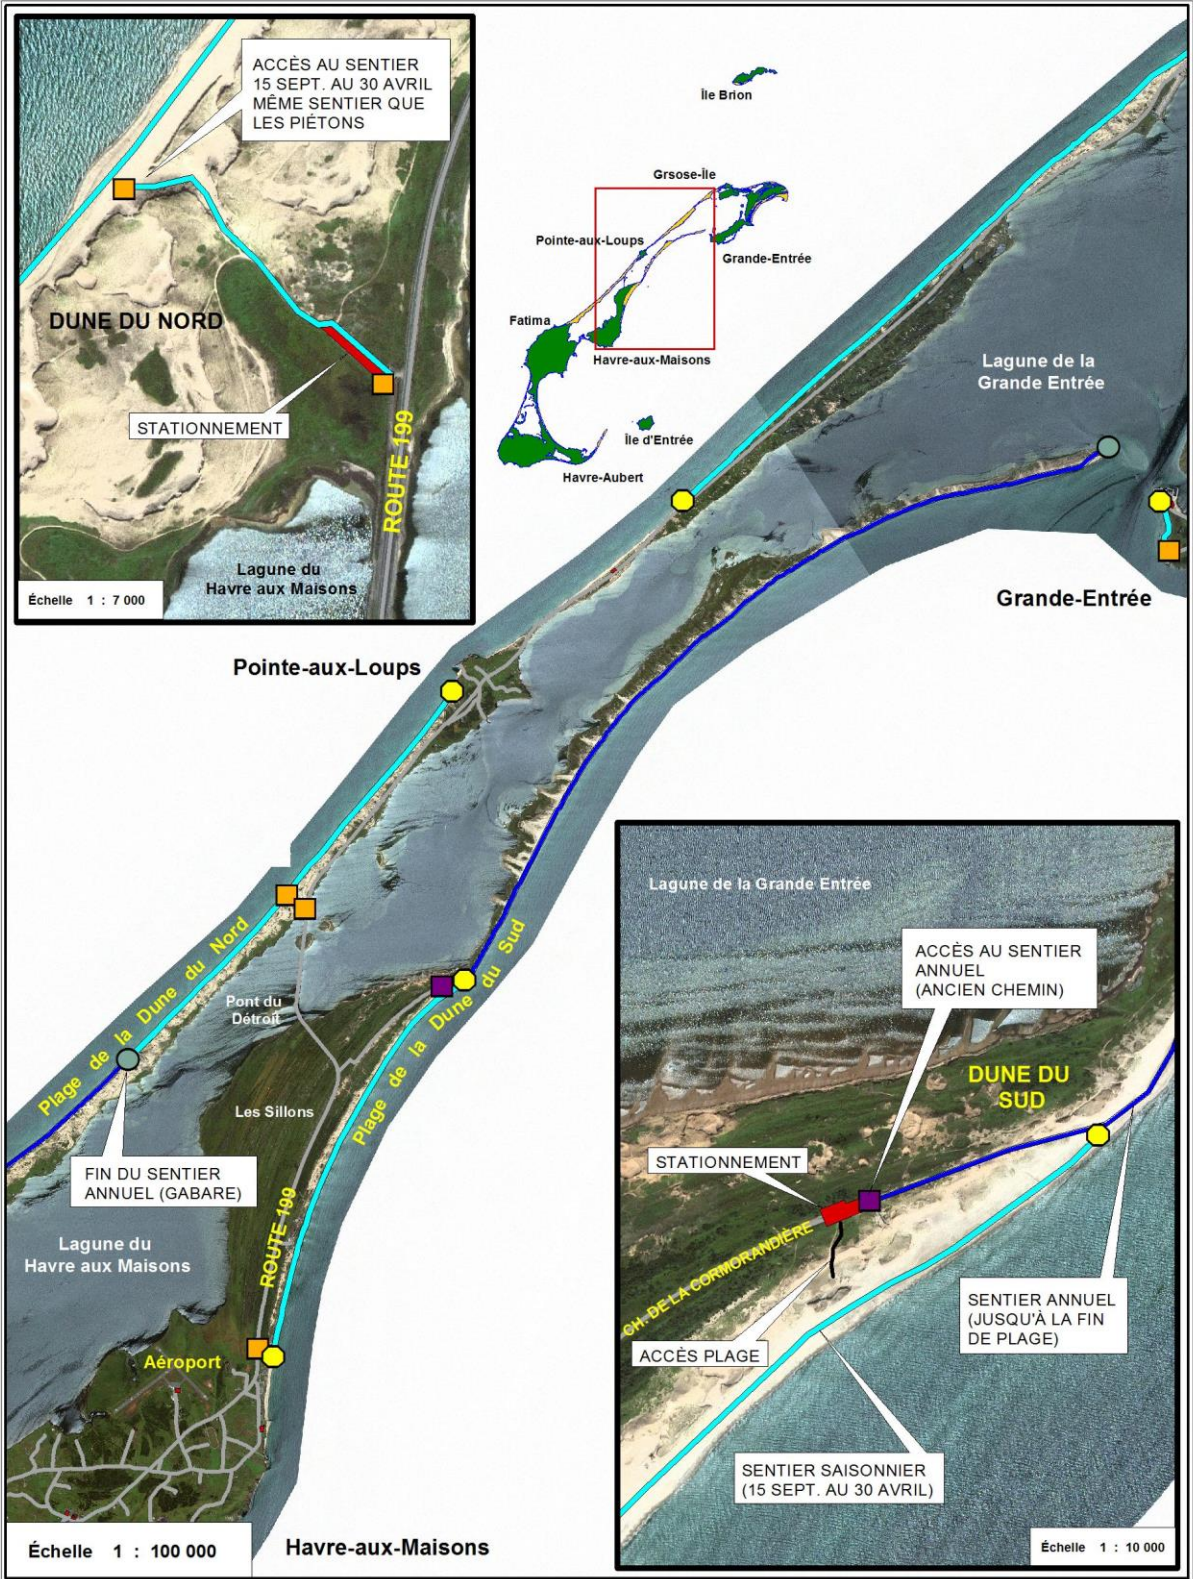 ACCÈS AU SENTIER
15 SEPT. AU 30 AVRIL
MÊME SENTIER QUE
LES PIÉTONS
DUNE DU NORD
STATIONNEMENT
ROUTE 199
Lagune du
Havre aux Maisons
Échelle 1 : 7 000
Île Brion
Grsose-Île
Pointe-aux-Loups
Grande-Entrée
Fatima
Havre-aux-Maisons
Île d'Entrée
Havre-Aubert
Lagune de la
Grande Entrée
Grande-Entrée
Pointe-aux-Loups
Plage de la Dune du Nord
Pont du
Détroit
Plage de la Dune du Sud
Les Sillons
FIN DU SENTIER
ANNUEL (GABARE)
Lagune du
Havre aux Maisons
ROUTE 199
Aéroport
Échelle 1 : 100 000
Havre-aux-Maisons
Lagune de la Grande Entrée
ACCÈS AU SENTIER
ANNUEL
(ANCIEN CHEMIN)
DUNE DU
SUD
STATIONNEMENT
CH. DE LA CORMORANDIÈRE
ACCÈS PLAGE
SENTIER ANNUEL
(JUSQU'À LA FIN
DE PLAGE)
SENTIER SAISONNIER
(15 SEPT. AU 30 AVRIL)
Échelle 1 : 10 000